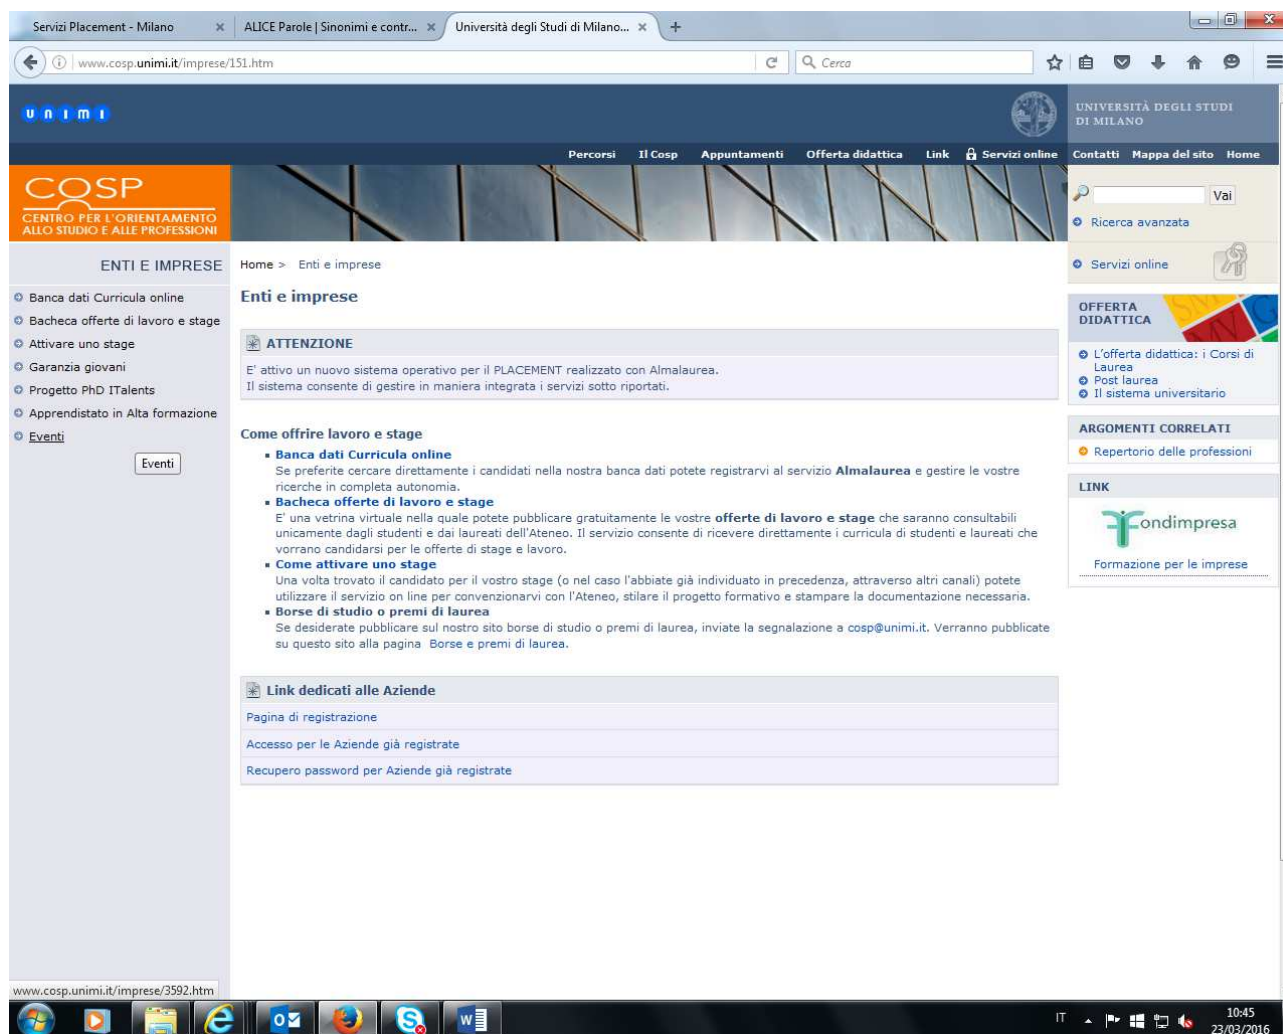 Servizi Placement - Milano
ALICE Parole | Sinonimi e contr...
Università degli Studi di Milano...
www.cosp.unimi.it/imprese/151.htm
Cerca
unimi
UNIVERSITÀ DEGLI STUDI
DI MILANO
Percorsi Il Cosp Appuntamenti Offerta didattica Link Servizi online Contatti Mappa del sito Home
COSP
CENTRO PER L'ORIENTAMENTO
ALLO STUDIO E ALLE PROFESSIONI
Vai
Ricerca avanzata
Servizi online
ENTI E IMPRESE
Banca dati Curricula online
Bacheca offerte di lavoro e stage
Attivare uno stage
Garanzia giovani
Progetto PhD ITalents
Apprendistato in Alta formazione
Eventi
Eventi
Home > Enti e imprese
Enti e imprese
ATTENZIONE
E' attivo un nuovo sistema operativo per il PLACEMENT realizzato con Almalaurea.
Il sistema consente di gestire in maniera integrata i servizi sotto riportati.
Come offrire lavoro e stage
Banca dati Curricula online
Se preferite cercare direttamente i candidati nella nostra banca dati potete registrarvi al servizio Almalaurea e gestire le vostre
ricerche in completa autonomia.
Bacheca offerte di lavoro e stage
E' una vetrina virtuale nella quale potete pubblicare gratuitamente le vostre offerte di lavoro e stage che saranno consultabili
unicamente dagli studenti e dai laureati dell'Ateneo. Il servizio consente di ricevere direttamente i curricula di studenti e laureati che
vorrano candidarsi per le offerte di stage e lavoro.
Come attivare uno stage
Una volta trovato il candidato per il vostro stage (o nel caso l'abbiate già individuato in precedenza, attraverso altri canali) potete
utilizzare il servizio on line per convenzionarvi con l'Ateneo, stilare il progetto formativo e stampare la documentazione necessaria.
Borse di studio o premi di laurea
Se desiderate pubblicare sul nostro sito borse di studio o premi di laurea, inviate la segnalazione a cosp@unimi.it. Verranno pubblicate
su questo sito alla pagina Borse e premi di laurea.
Link dedicati alle Aziende
Pagina di registrazione
Accesso per le Aziende già registrate
Recupero password per Aziende già registrate
OFFERTA
DIDATTICA
L'offerta didattica: i Corsi di
Laurea
Post laurea
Il sistema universitario
ARGOMENTI CORRELATI
Repertorio delle professioni
LINK
Fondimpresa
Formazione per le imprese
www.cosp.unimi.it/imprese/3592.htm
IT
10:45
23/03/2016